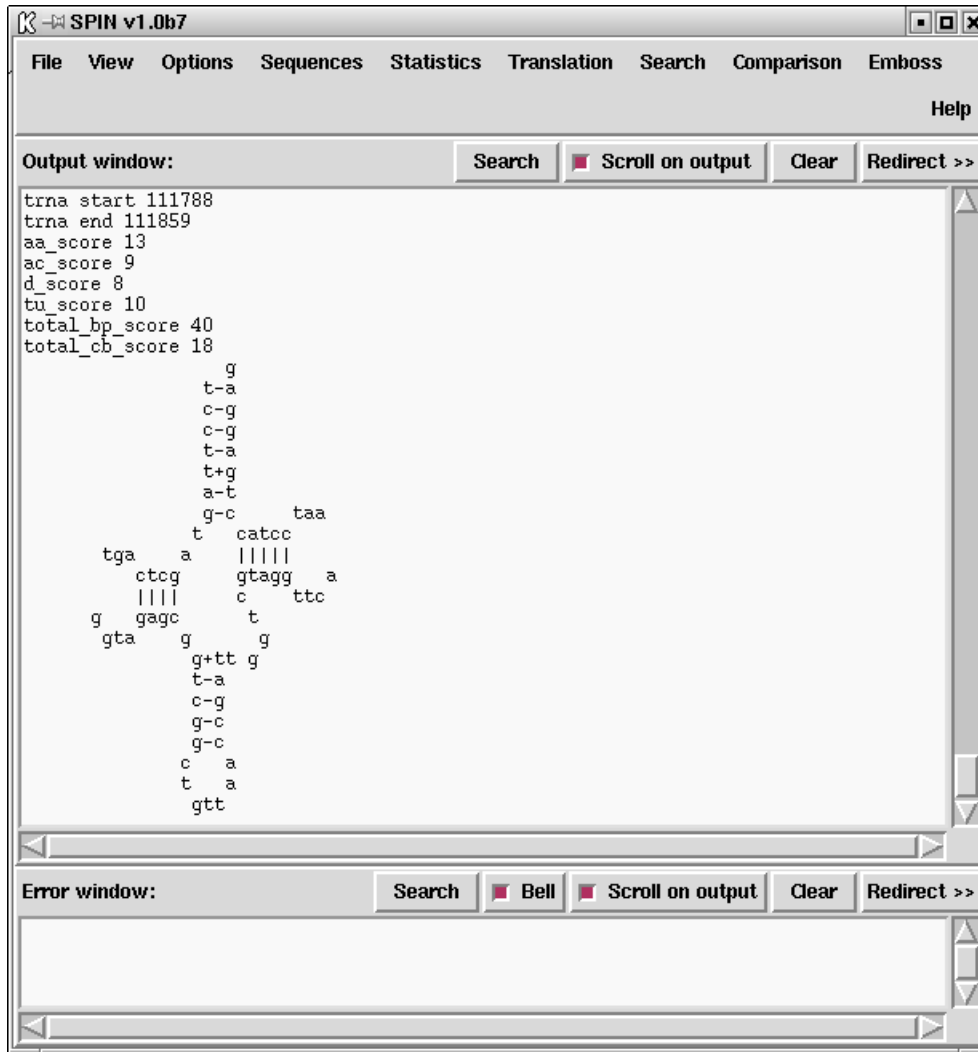 SPIN v1.0b7
File View Options Sequences Statistics Translation Search Comparison Emboss
Help
Output window: Search Scroll on output Clear Redirect >>
trna start 111788
trna end 111859
aa_score 13
ac_score 9
d_score 8
tu_score 10
total_bp_score 40
total_cb_score 18
                  g
                t-a
                c-g
                c-g
                t-a
                t+g
                a-t
                g-c     taa
               t   catcc
       tga    a    |||||
          ctcg     gtagg   a
          ||||     c    ttc
      g   gagc      t
       gta    g      g
               g+tt g
               t-a
               c-g
               g-c
               g-c
              c   a
              t   a
               gtt
Error window: Search Bell Scroll on output Clear Redirect >>